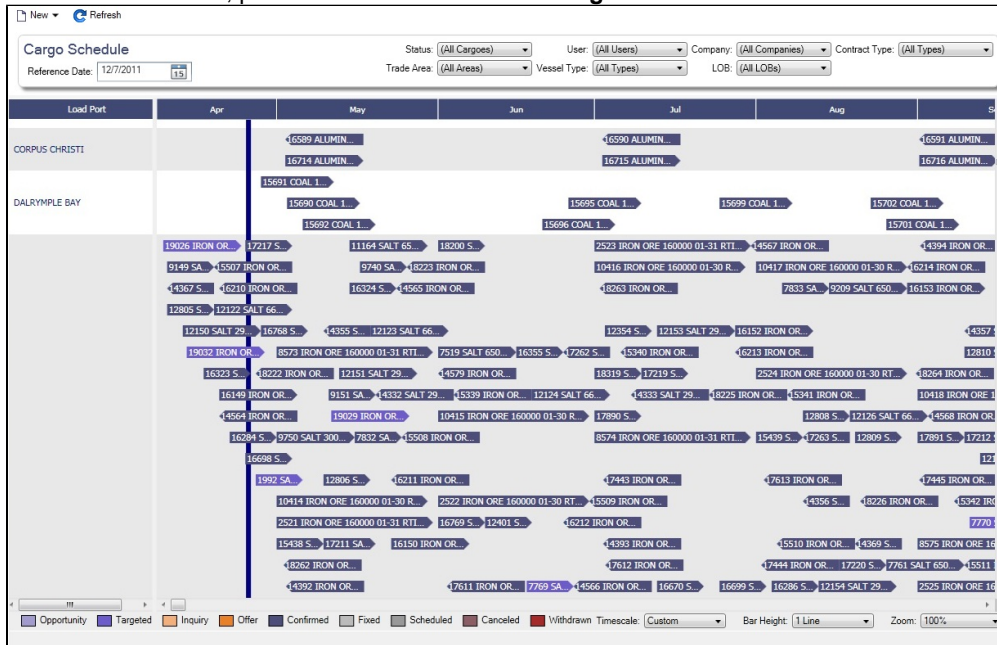 New Refresh
Cargo Schedule
Status: (All Cargoes) User: (All Users) Company: (All Companies) Contract Type: (All Types)
Reference Date: 12/7/2011 15 Trade Area: (All Areas) Vessel Type: (All Types) LOB: (All LOBs)
Load Port Apr May Jun Jul Aug
16589 ALUMIN... 16590 ALUMIN... 16591 ALUMIN...
CORPUS CHRISTI
16714 ALUMIN... 16715 ALUMIN... 16716 ALUMIN...
15691 COAL 1...
DALRYMPLE BAY 15690 COAL 1... 15695 COAL 1... 15699 COAL 1... 15702 COAL 1...
15692 COAL 1... 15696 COAL 1... 15701 COAL 1...
19026 IRON OR... 17217 S... 11164 SALT 65... 18200 S... 2523 IRON ORE 160000 01-31 RTI... 4567 IRON OR... 4394 IRON OR...
9149 SA... 15507 IRON OR... 9740 SA... 18223 IRON OR... 10416 IRON ORE 160000 01-30 R... 10417 IRON ORE 160000 01-30 R... 16214 IRON OR...
14367 S... 16210 IRON OR... 16324 S... 14565 IRON OR... 18263 IRON OR... 7833 SA... 9209 SALT 650... 16153 IRON OR...
12805 S... 12122 SALT 66...
12150 SALT 29... 16768 S... 14355 S... 12123 SALT 66... 12354 S... 12153 SALT 29... 16152 IRON OR... 14357
19032 IRON OR... 8573 IRON ORE 160000 01-31 RTI... 7519 SALT 650... 16355 S... 17262 S... 15340 IRON OR... 16213 IRON OR... 12810
16323 S... 18222 IRON OR... 12151 SALT 29... 14579 IRON OR... 18319 S... 17219 S... 2524 IRON ORE 160000 01-30 RT... 18264 IRON OR...
16149 IRON OR... 9151 SA... 14332 SALT 29... 15339 IRON OR... 12124 SALT 66... 14333 SALT 29... 18225 IRON OR... 15341 IRON OR... 10418 IRON ORE 1
14564 IRON OR... 19029 IRON OR... 10415 IRON ORE 160000 01-30 R... 17890 S... 12808 S... 12126 SALT 66... 14568 IRON OR
16284 S... 9750 SALT 300... 7832 SA... 15508 IRON OR... 8574 IRON ORE 160000 01-31 RTI... 15439 S... 17263 S... 12809 S... 17891 S... 17212
16698 S... 121
1992 SA... 12806 S... 16211 IRON OR... 17443 IRON OR... 17613 IRON OR... 17445 IRON OR...
10414 IRON ORE 160000 01-30 R... 2522 IRON ORE 160000 01-30 RT... 15509 IRON OR... 14356 S... 18226 IRON OR... 15342 IRO
2521 IRON ORE 160000 01-31 RTI... 16769 S... 12401 S... 16212 IRON OR... 7770
15438 S... 17211 SA... 16150 IRON OR... 14393 IRON OR... 15510 IRON OR... 14369 S... 8575 IRON ORE 16
18262 IRON OR... 17612 IRON OR... 17444 IRON OR... 17220 S... 7761 SALT 650... 15511
14392 IRON OR... 17611 IRON OR... 7769 SA... 14566 IRON OR... 16670 S... 16699 S... 16286 S... 12154 SALT 29... 2525 IRON ORE 16
Opportunity Targeted Inquiry Offer Confirmed Fixed Scheduled Canceled Withdrawn Timescale: Custom Bar Height: 1 Line Zoom: 100%